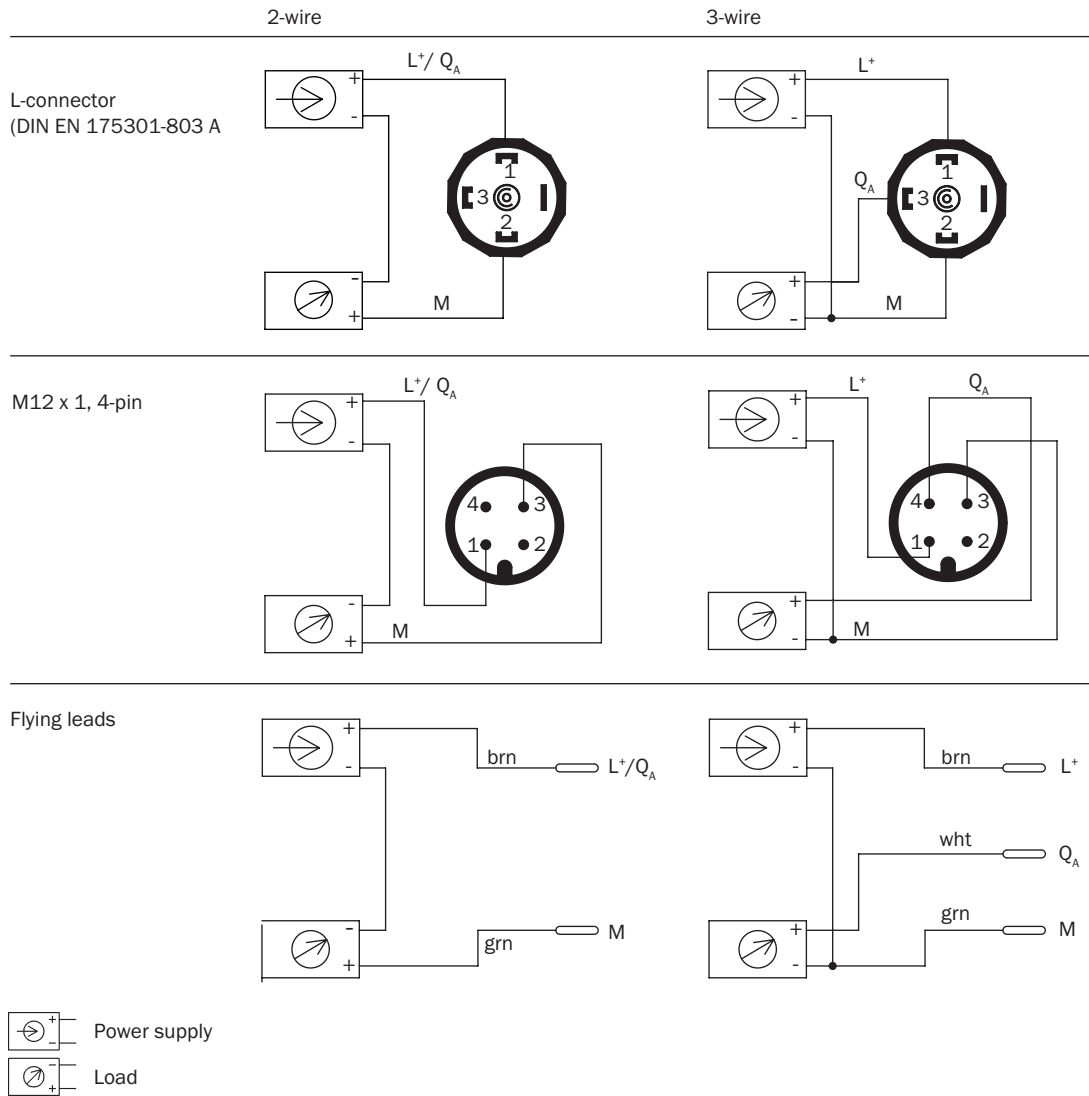 2-wire 3-wire
L-connector
(DIN EN 175301-803 A
L⁺/ Q_A
+
-
1
3
2
-
+
M
L⁺
+
-
1
Q_A
3
2
+
-
M
M12 x 1, 4-pin
L⁺/ Q_A
+
-
4 3
1 2
-
+
M
L⁺ Q_A
+
-
4 3
1 2
+
-
M
Flying leads
+
-
brn L⁺/Q_A
-
+
grn M
+
-
brn L⁺
wht Q_A
+
-
grn M
+
-
Power supply
-
+
Load